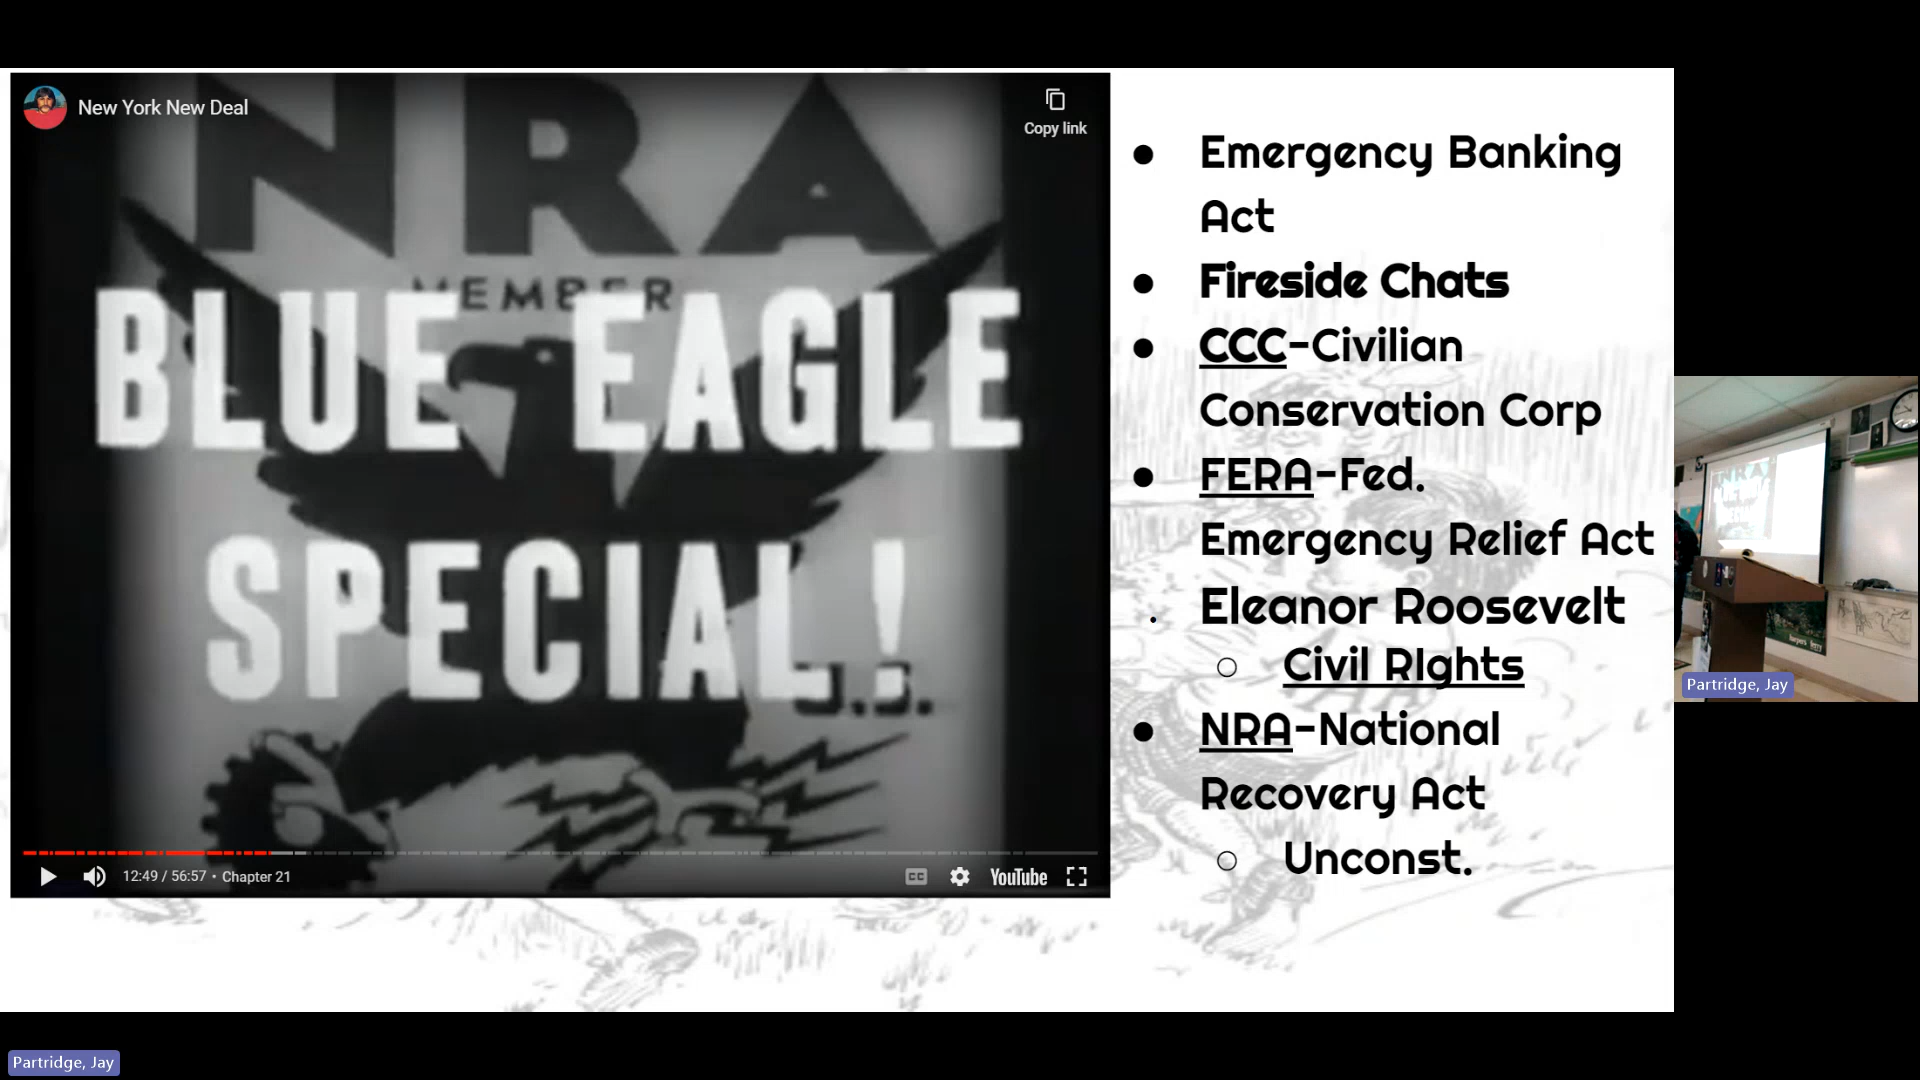 New York New Deal
Copy link
NRA
MEMBER
BLUE EAGLE
SPECIAL!
U.S.
12:49 / 56:57 • Chapter 21
CC
YouTube
● Emergency Banking
Act
● Fireside Chats
● CCC-Civilian
Conservation Corp
● FERA-Fed.
Emergency Relief Act
. Eleanor Roosevelt
○ Civil RIghts
● NRA-National
Recovery Act
○ Unconst.
Partridge, Jay
Partridge, Jay